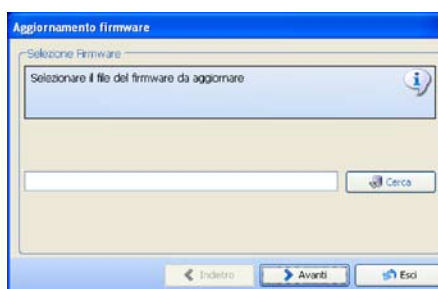 Aggiornamento firmware
Selezione Firmware
Selezionare il file del firmware da aggiornare
Cerca
Indietro
Avanti
Esci